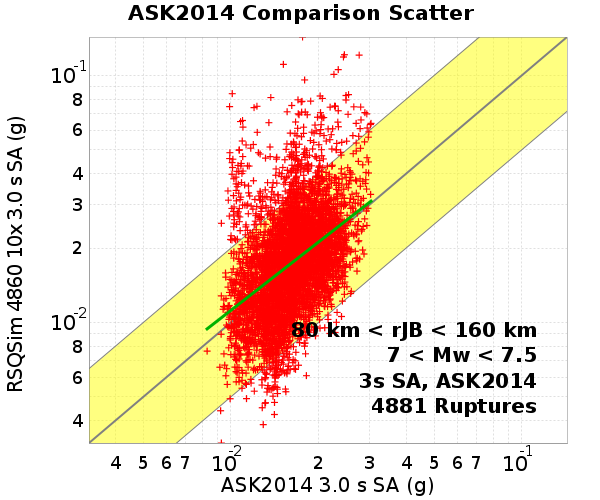 ASK2014 Comparison Scatter
RSQSim 4860 10x 3.0 s SA (g)
10-1
8
6
4
3
2
10-2
8
6
4
80 km < rJB < 160 km
7 < Mw < 7.5
3s SA, ASK2014
4881 Ruptures
4 5 6 7 10-2 2 3 4 5 6 7 10-1
ASK2014 3.0 s SA (g)